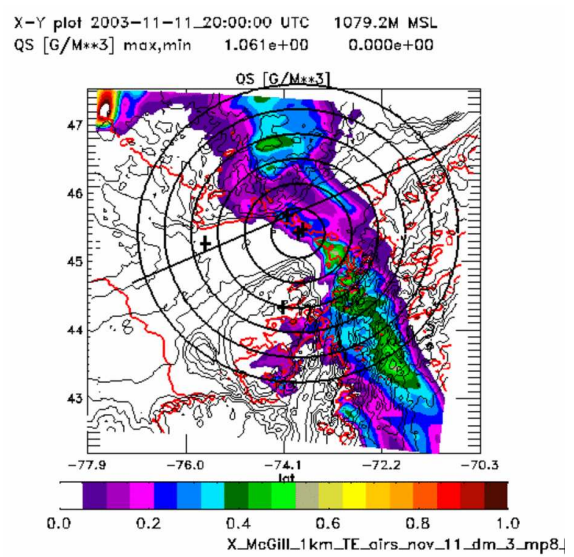 X-Y plot 2003-11-11_20:00:00 UTC 1079.2M MSL
QS [G/M**3] max,min 1.061e+00 0.000e+00
QS [G/M**3]
47
46
45
44
43
-77.9 -76.0 -74.1 -72.2 -70.3
lat
0.0 0.2 0.4 0.6 0.8 1.0
X_McGill_1km_TE_airs_nov_11_dm_3_mp8_